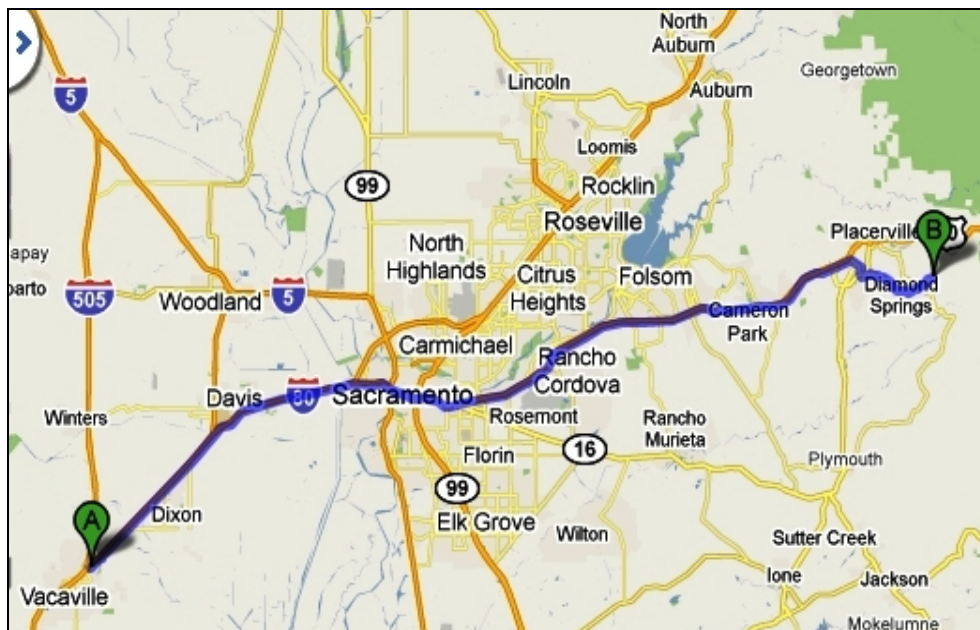 North
Auburn
Georgetown
5
Lincoln
Auburn
Loomis
99
Rocklin
Roseville
Placerville
B
0
apay
North
Highlands
Citrus
Heights
Folsom
parto
505
Woodland
5
Diamond
Springs
Cameron
Park
Carmichael
Rancho
Cordova
Davis
80
Sacramento
Winters
Rosemont
Rancho
Murieta
Florin
16
Plymouth
99
A
Dixon
Elk Grove
Wilton
Sutter Creek
Ione
Jackson
Vacaville
Mokelumne